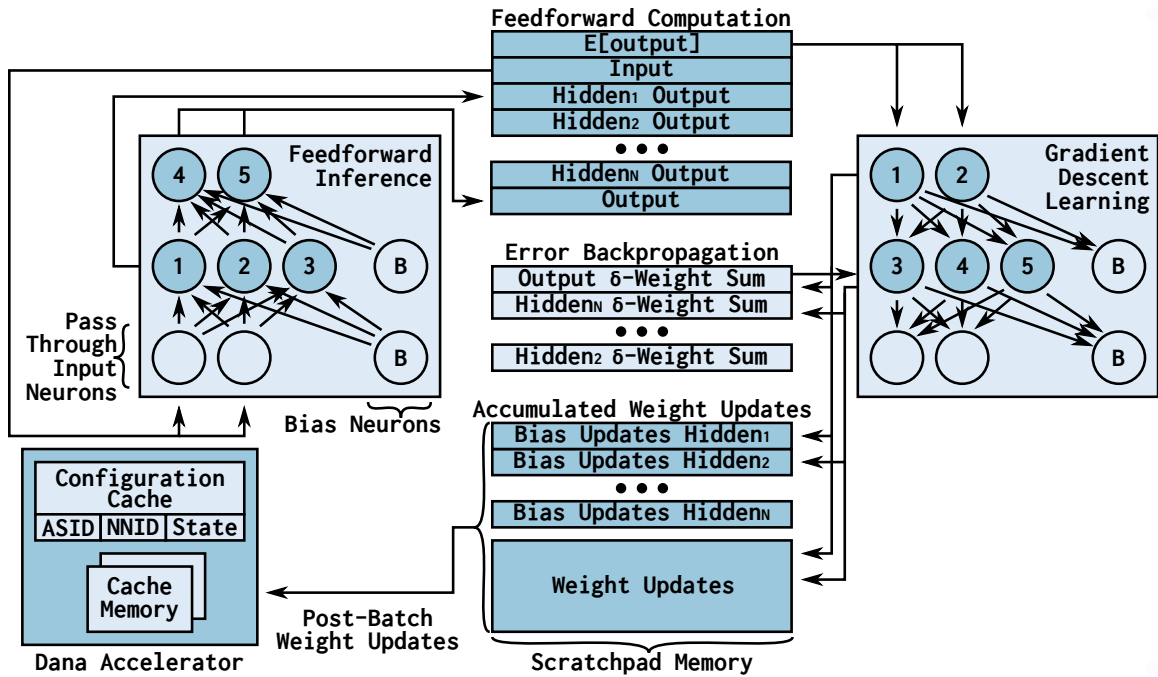 Feedforward Computation
E[output]
Input
Hidden₁ Output
Hidden₂ Output
•••
Hidden_N Output
Output
Feedforward
Inference
4 5
1 2 3 B
B
Pass
Through
Input
Neurons
Bias Neurons
Gradient
Descent
Learning
1 2
3 4 5 B
B
Error Backpropagation
Output δ-Weight Sum
Hidden_N δ-Weight Sum
•••
Hidden₂ δ-Weight Sum
Accumulated Weight Updates
Bias Updates Hidden₁
Bias Updates Hidden₂
•••
Bias Updates Hidden_N
Weight Updates
Scratchpad Memory
Configuration
Cache
ASID NNID State
Cache
Memory
Dana Accelerator
Post-Batch
Weight Updates